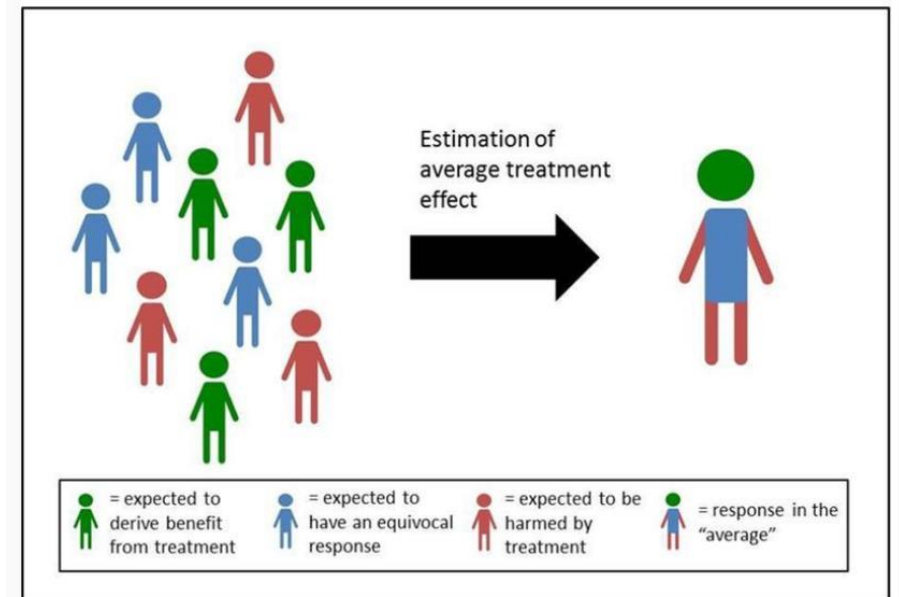 Estimation of
average treatment
effect
= expected to
derive benefit
from treatment
= expected to
have an equivocal
response
= expected to be
harmed by
treatment
= response in the
“average”